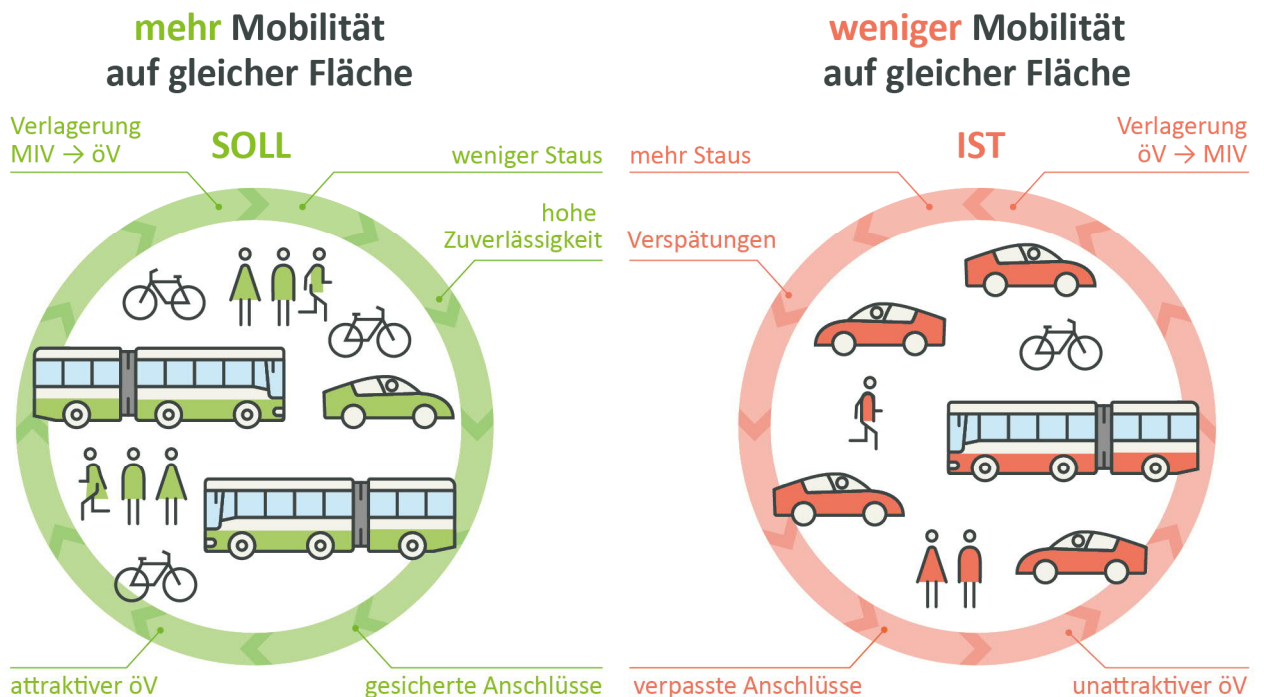 mehr Mobilität
auf gleicher Fläche
Verlagerung
MIV → öV
SOLL
weniger Staus
hohe
Zuverlässigkeit
attraktiver öV
gesicherte Anschlüsse
weniger Mobilität
auf gleicher Fläche
mehr Staus
IST
Verlagerung
öV → MIV
Verspätungen
verpasste Anschlüsse
unattraktiver öV